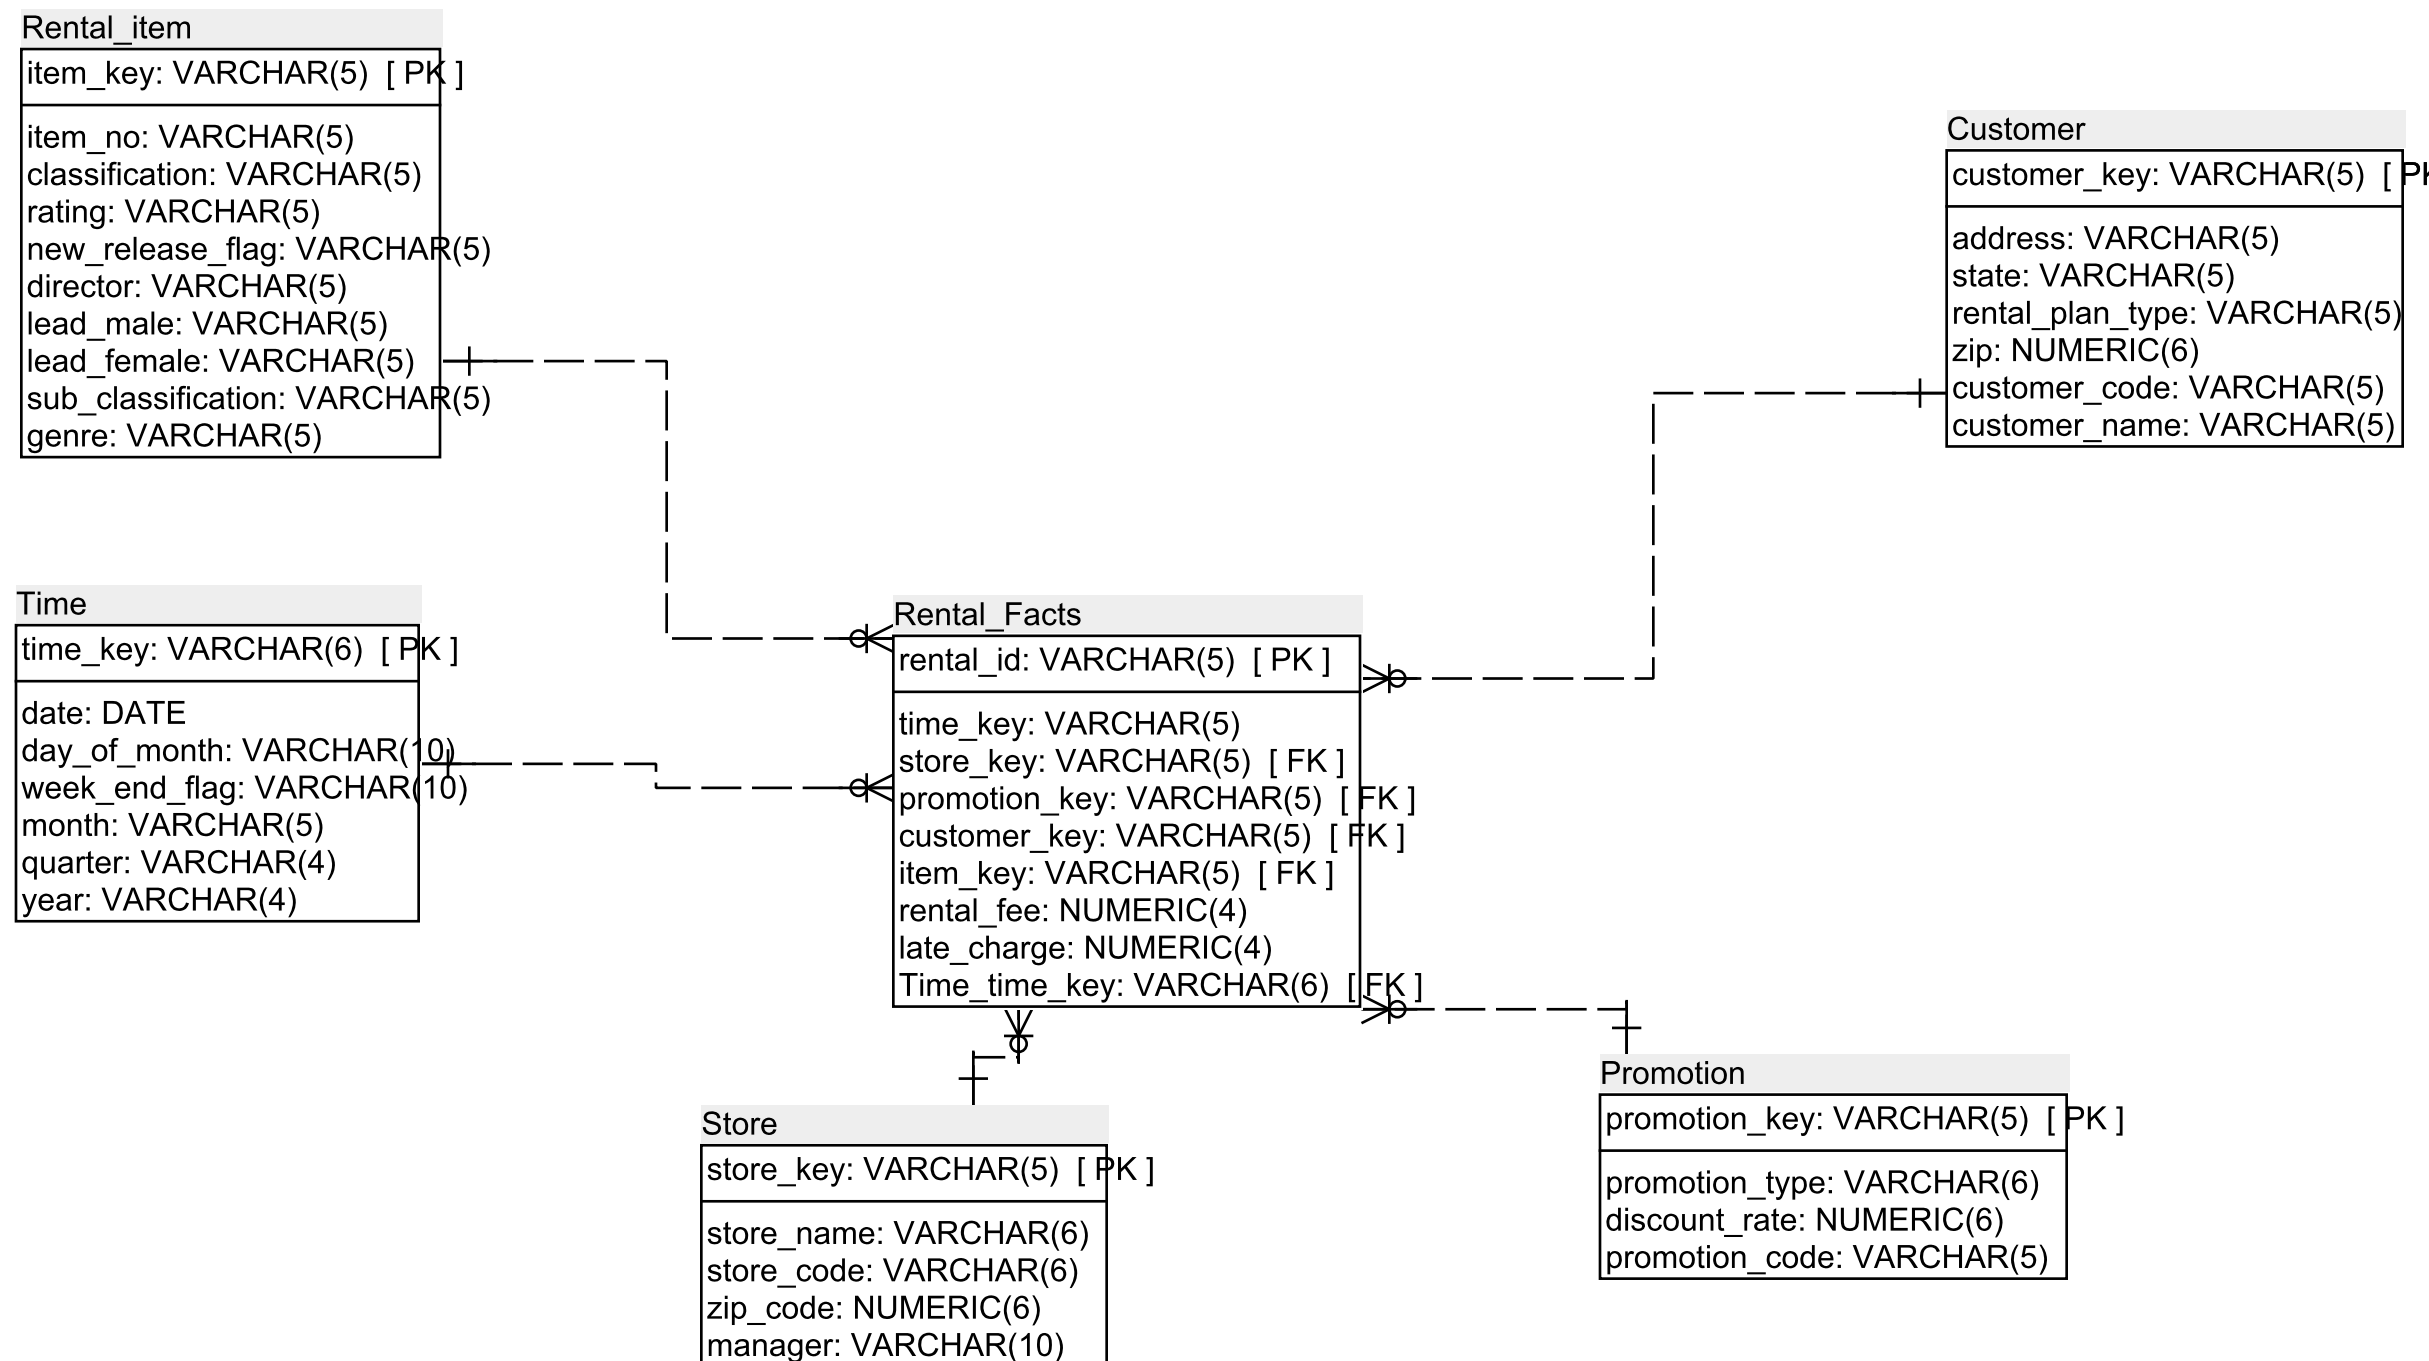 Rental_item
item_key: VARCHAR(5) [ PK ]
item_no: VARCHAR(5)
classification: VARCHAR(5)
rating: VARCHAR(5)
new_release_flag: VARCHAR(5)
director: VARCHAR(5)
lead_male: VARCHAR(5)
lead_female: VARCHAR(5)
sub_classification: VARCHAR(5)
genre: VARCHAR(5)
Customer
customer_key: VARCHAR(5) [ PK
address: VARCHAR(5)
state: VARCHAR(5)
rental_plan_type: VARCHAR(5)
zip: NUMERIC(6)
customer_code: VARCHAR(5)
customer_name: VARCHAR(5)
Time
time_key: VARCHAR(6) [ PK ]
date: DATE
day_of_month: VARCHAR(10)
week_end_flag: VARCHAR(10)
month: VARCHAR(5)
quarter: VARCHAR(4)
year: VARCHAR(4)
Rental_Facts
rental_id: VARCHAR(5) [ PK ]
time_key: VARCHAR(5)
store_key: VARCHAR(5) [ FK ]
promotion_key: VARCHAR(5) [ FK ]
customer_key: VARCHAR(5) [ FK ]
item_key: VARCHAR(5) [ FK ]
rental_fee: NUMERIC(4)
late_charge: NUMERIC(4)
Time_time_key: VARCHAR(6) [ FK ]
Store
store_key: VARCHAR(5) [ PK ]
store_name: VARCHAR(6)
store_code: VARCHAR(6)
zip_code: NUMERIC(6)
manager: VARCHAR(10)
Promotion
promotion_key: VARCHAR(5) [ PK ]
promotion_type: VARCHAR(6)
discount_rate: NUMERIC(6)
promotion_code: VARCHAR(5)